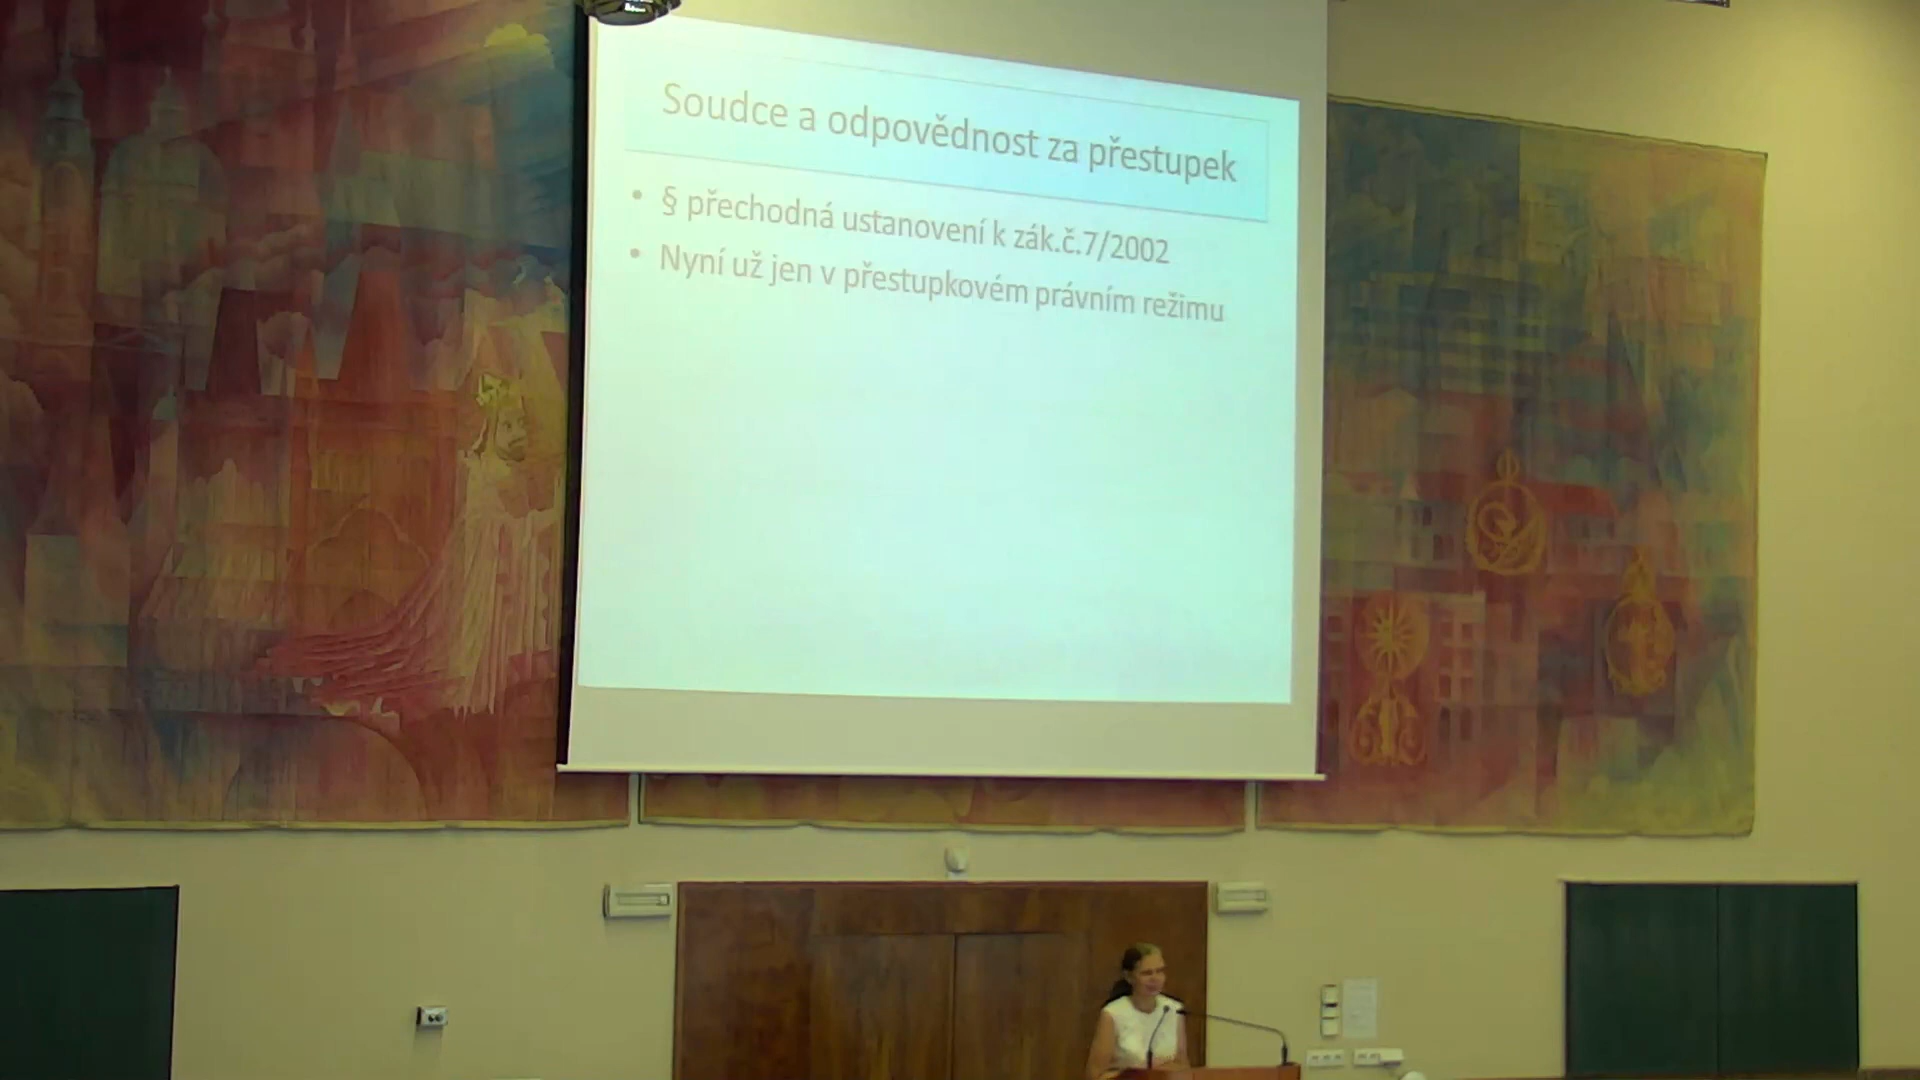 Soudce a odpovědnost za přestupek
• § přechodná ustanovení k zák.č.7/2002
• Nyní už jen v přestupkovém právním režimu